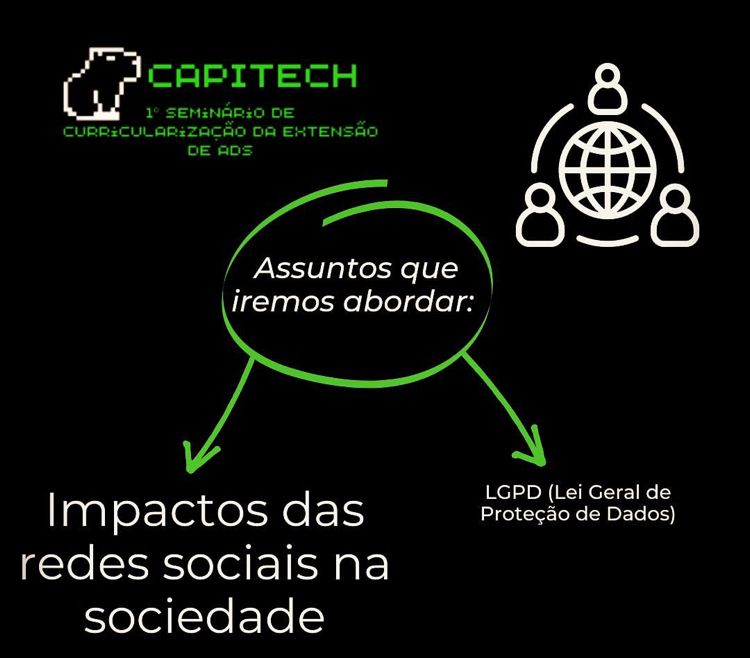 CAPITECH
1° SEMINÁRIO DE
CURRICULARIZAÇÃO DA EXTENSÃO
DE ADS
Assuntos que
iremos abordar:
Impactos das
redes sociais na
sociedade
LGPD (Lei Geral de
Proteção de Dados)